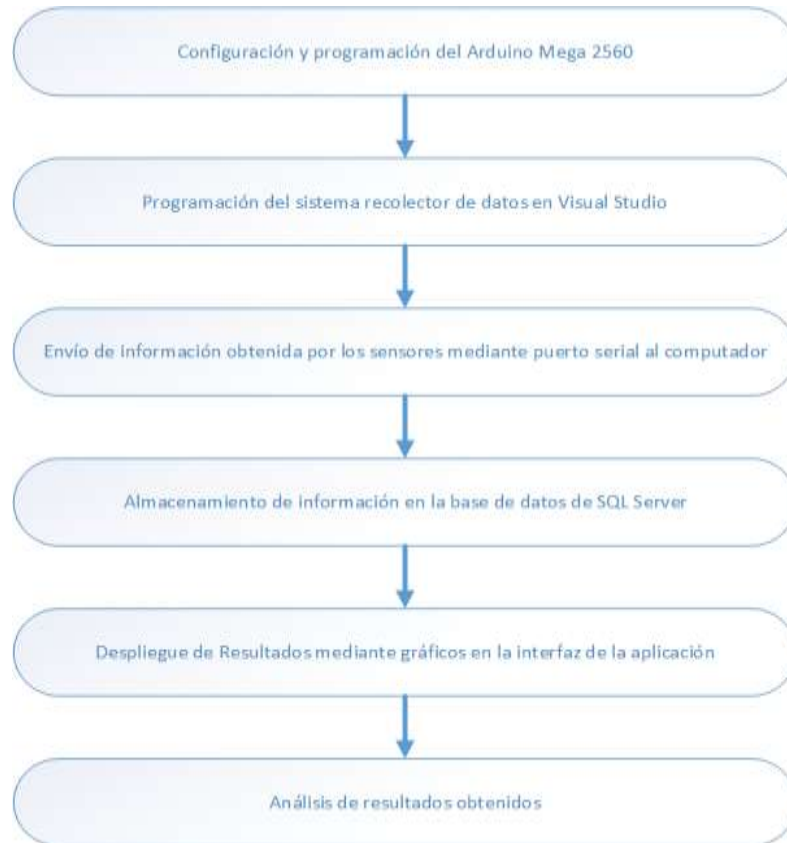 Configuración y programación del Arduino Mega 2560
Programación del sistema recolector de datos en Visual Studio
Envío de información obtenida por los sensores mediante puerto serial al computador
Almacenamiento de información en la base de datos de SQL Server
Despliegue de Resultados mediante gráficos en la interfaz de la aplicación
Análisis de resultados obtenidos